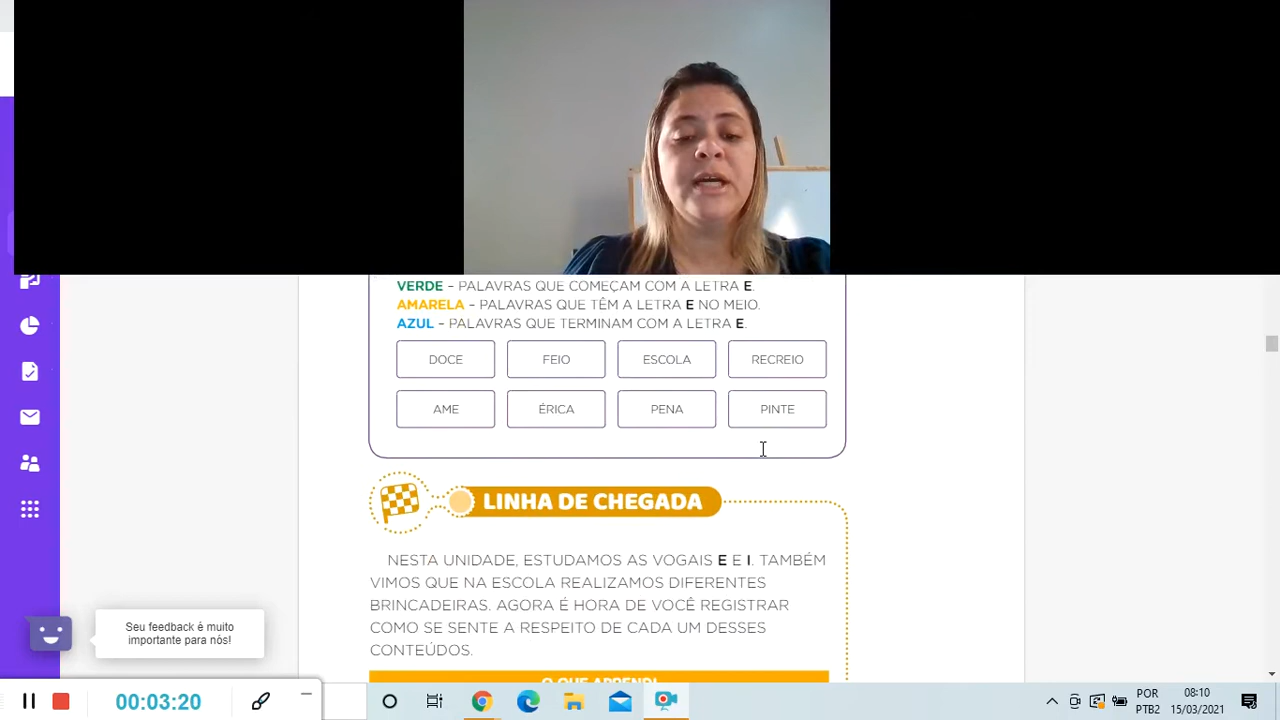 VERDE – PALAVRAS QUE COMEÇAM COM A LETRA E.
AMARELA – PALAVRAS QUE TÊM A LETRA E NO MEIO.
AZUL – PALAVRAS QUE TERMINAM COM A LETRA E.
DOCE FEIO ESCOLA RECREIO
AME ÉRICA PENA PINTE
LINHA DE CHEGADA
NESTA UNIDADE, ESTUDAMOS AS VOGAIS E E I. TAMBÉM
VIMOS QUE NA ESCOLA REALIZAMOS DIFERENTES
BRINCADEIRAS. AGORA É HORA DE VOCÊ REGISTRAR
COMO SE SENTE A RESPEITO DE CADA UM DESSES
CONTEÚDOS.
O QUE APRENDI
Seu feedback é muito
importante para nós!
00:03:20
POR
PTB2
08:10
15/03/2021